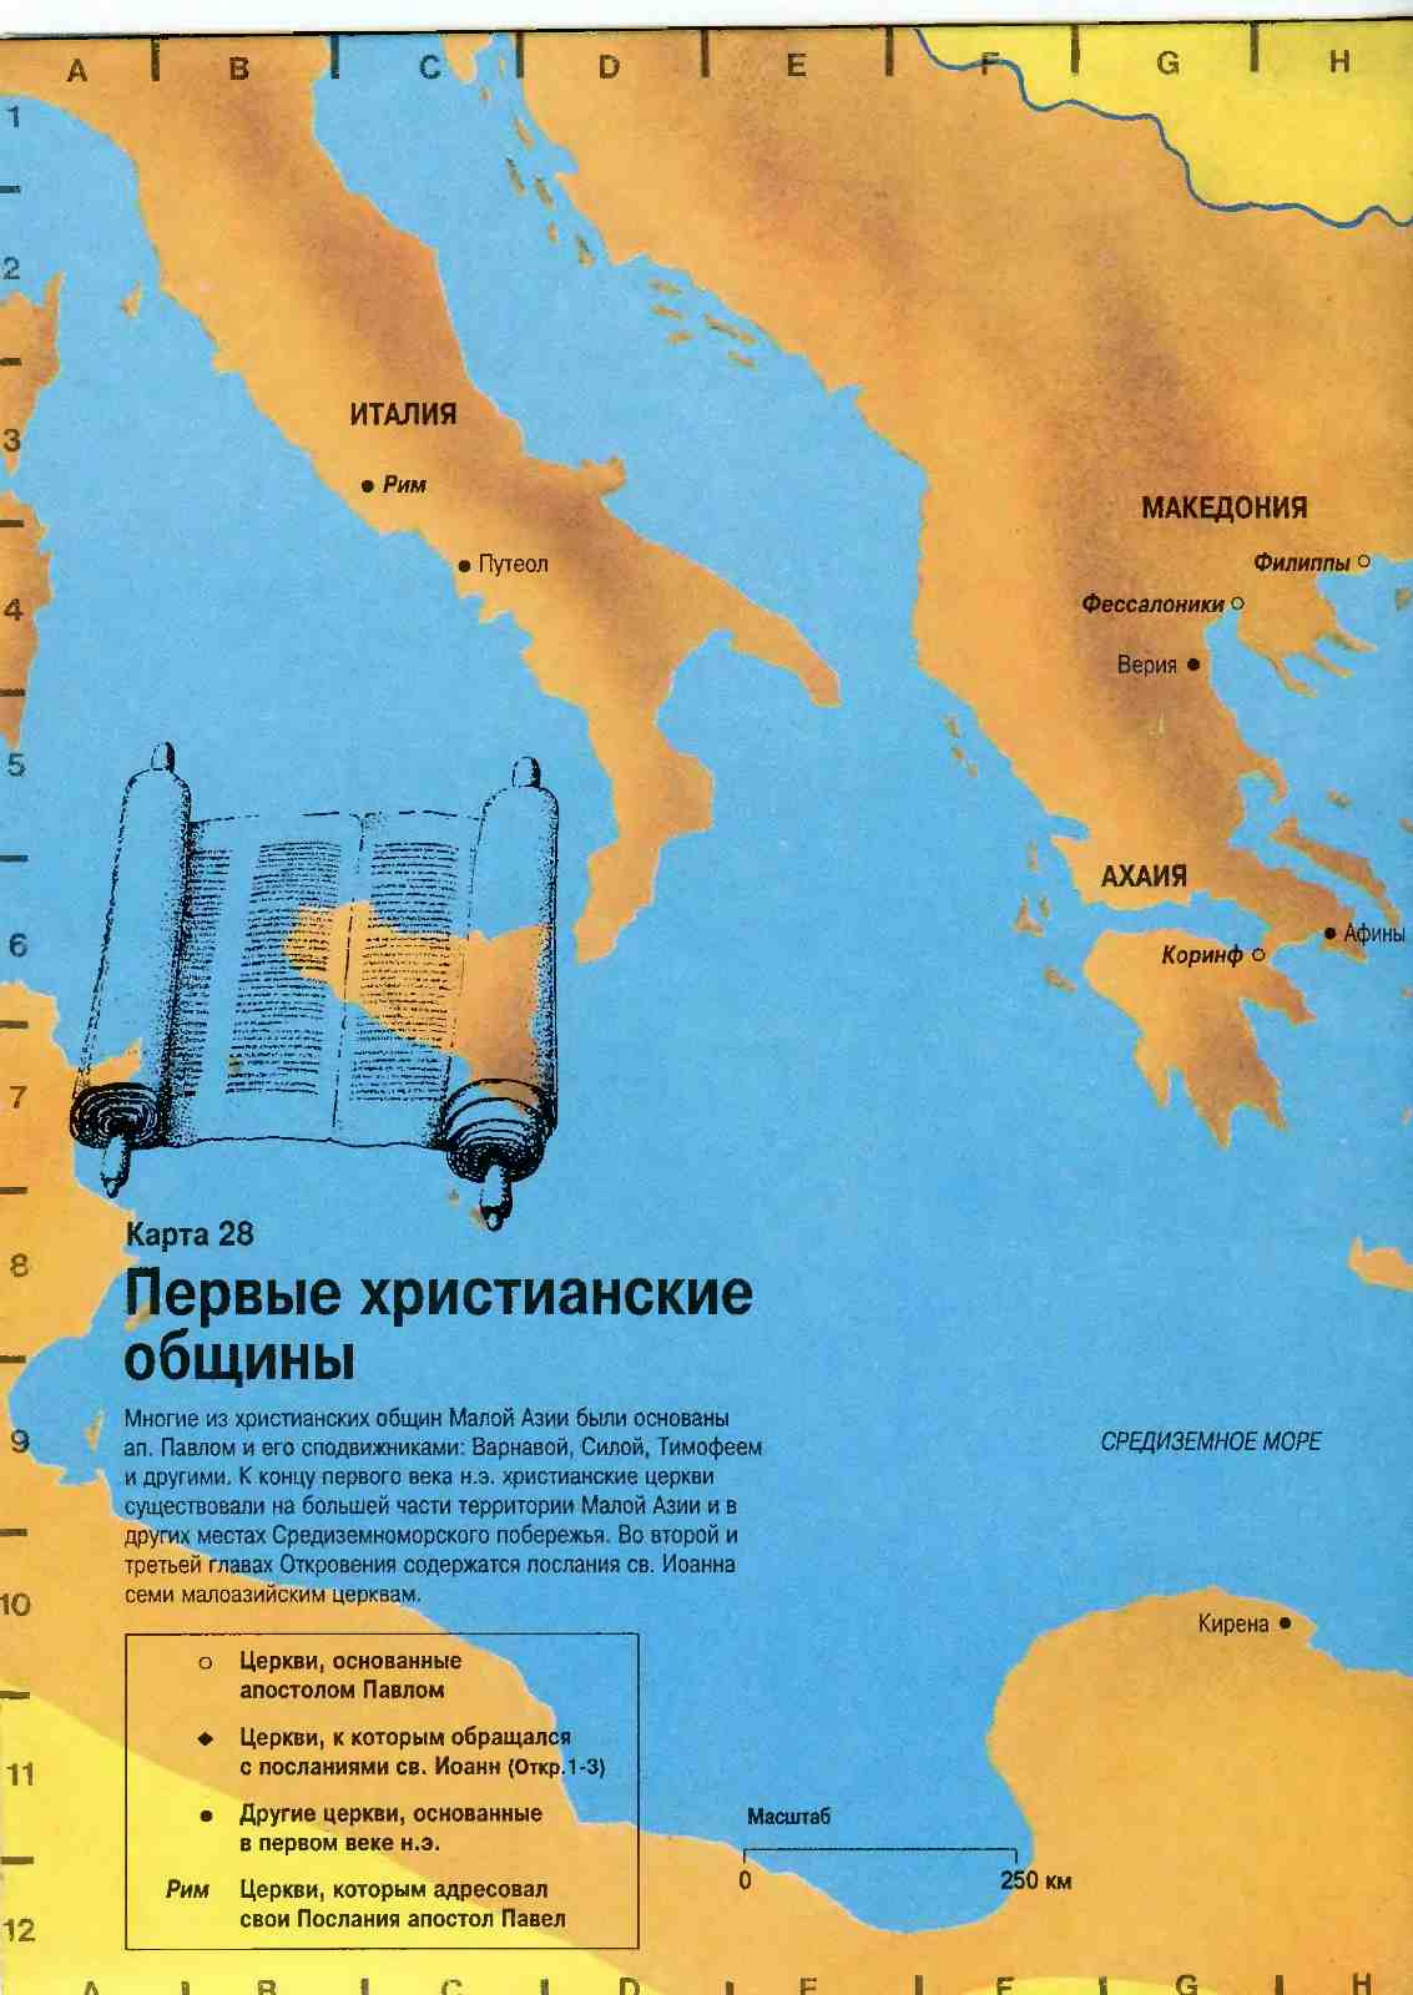 A B C D E F G H
1
2
ИТАЛИЯ
3
Рим
МАКЕДОНИЯ
Путеол
Филиппы
4
Фессалоники
Верия
5
АХАИЯ
6
Афины
Коринф
7
Карта 28
8
Первые христианские
общины
Многие из христианских общин Малой Азии были основаны
9
СРЕДИЗЕМНОЕ МОРЕ
ап. Павлом и его сподвижниками: Варнавой, Силой, Тимофеем
и другими. К концу первого века н.э. христианские церкви
существовали на большей части территории Малой Азии и в
других местах Средиземноморского побережья. Во второй и
третьей главах Откровения содержатся послания св. Иоанна
семи малоазийским церквам.
10
Кирена
Церкви, основанные
апостолом Павлом
Церкви, к которым обращался
с посланиями св. Иоанн (Откр.1-3)
11
Другие церкви, основанные
в первом веке н.э.
Масштаб
0 250 км
Рим Церкви, которым адресовал
свои Послания апостол Павел
12
A B C D E F G H